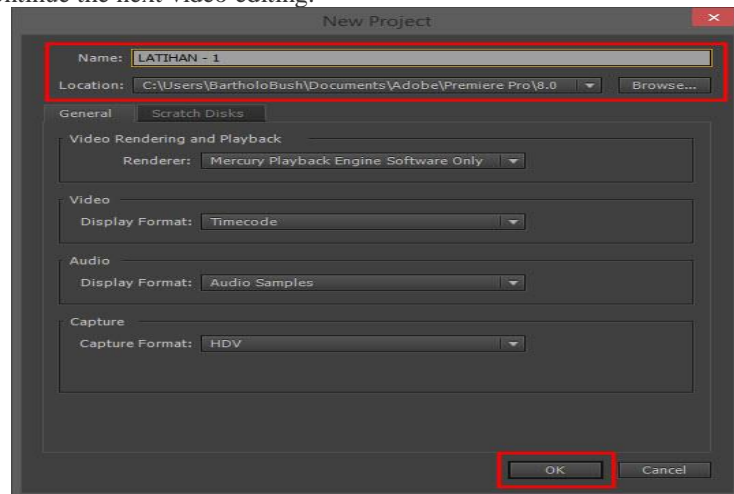 New Project
Name: LATIHAN - 1
Location: C:\Users\BartholoBush\Documents\Adobe\Premiere Pro\8.0 Browse...
General Scratch Disks
Video Rendering and Playback
Renderer: Mercury Playback Engine Software Only
Video
Display Format: Timecode
Audio
Display Format: Audio Samples
Capture
Capture Format: HDV
OK Cancel